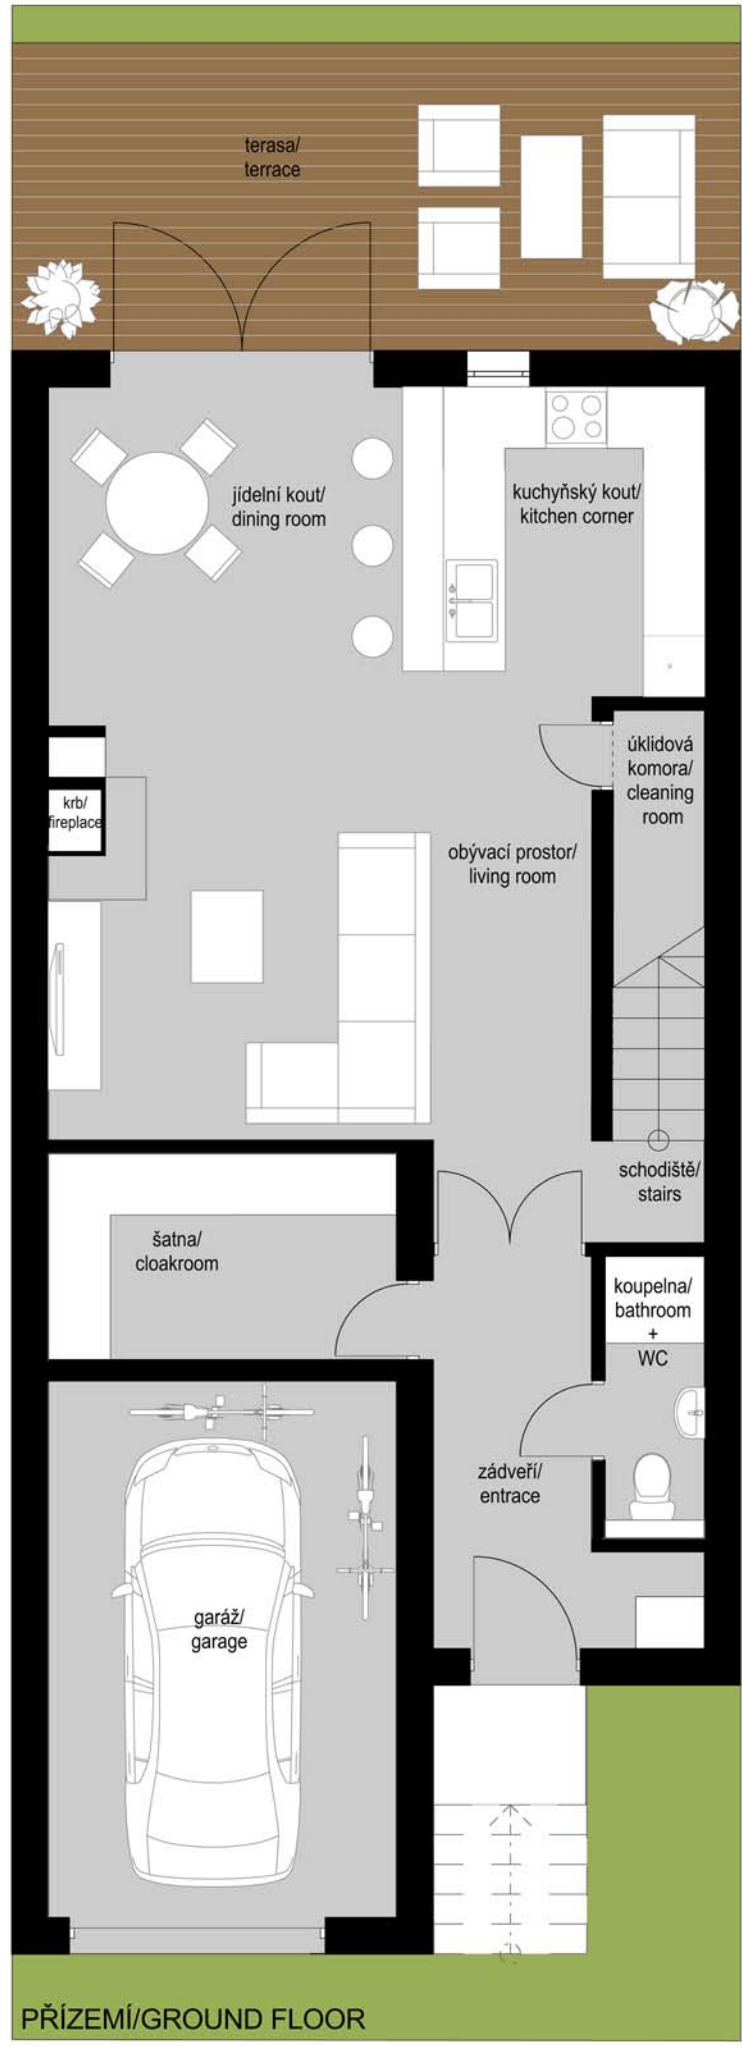 terasa/
terrace
jídelní kout/
dining room
kuchyňský kout/
kitchen corner
úklidová
komora/
cleaning
room
krb/
fireplace
obývací prostor/
living room
schodiště/
stairs
šatna/
cloakroom
koupelna/
bathroom
+
WC
zádveří/
entrace
garáž/
garage
PŘÍZEMÍ/GROUND FLOOR